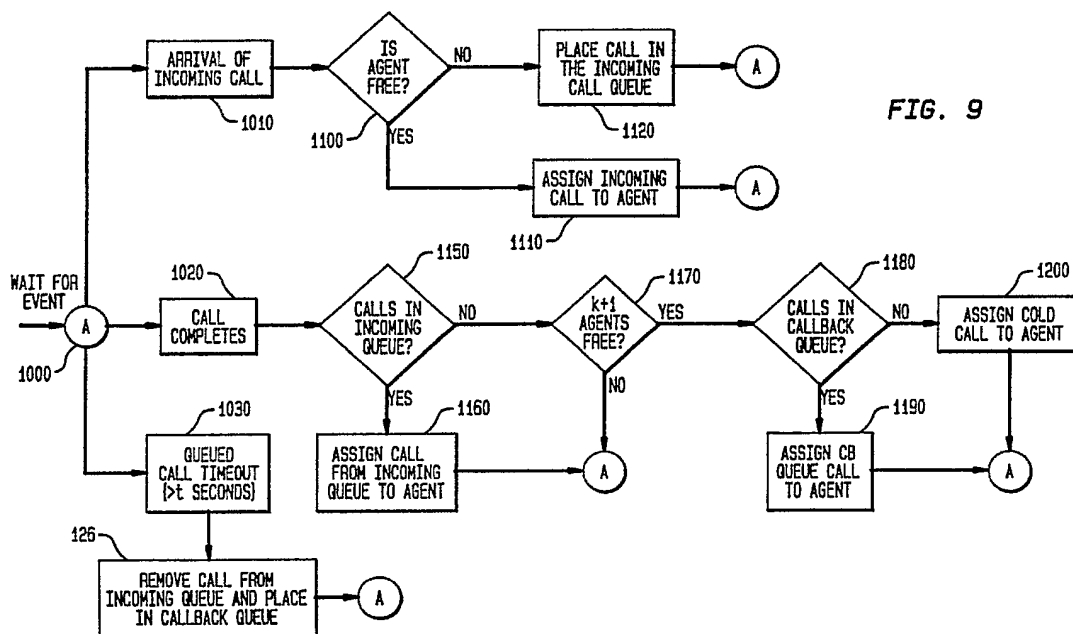 ARRIVAL OF
INCOMING CALL
1010
IS
AGENT
FREE?
1100
NO
YES
PLACE CALL IN
THE INCOMING
CALL QUEUE
1120
A
FIG. 9
ASSIGN INCOMING
CALL TO AGENT
1110
A
WAIT FOR
EVENT
A
1000
1020
CALL
COMPLETES
1150
CALLS IN
INCOMING
QUEUE?
NO
YES
1170
k+1
AGENTS
FREE?
YES
NO
1180
CALLS IN
CALLBACK
QUEUE?
NO
YES
1200
ASSIGN COLD
CALL TO AGENT
1030
QUEUED
CALL TIMEOUT
(>t SECONDS)
1160
ASSIGN CALL
FROM INCOMING
QUEUE TO AGENT
A
1190
ASSIGN CB
QUEUE CALL
TO AGENT
A
126
REMOVE CALL FROM
INCOMING QUEUE AND PLACE
IN CALLBACK QUEUE
A